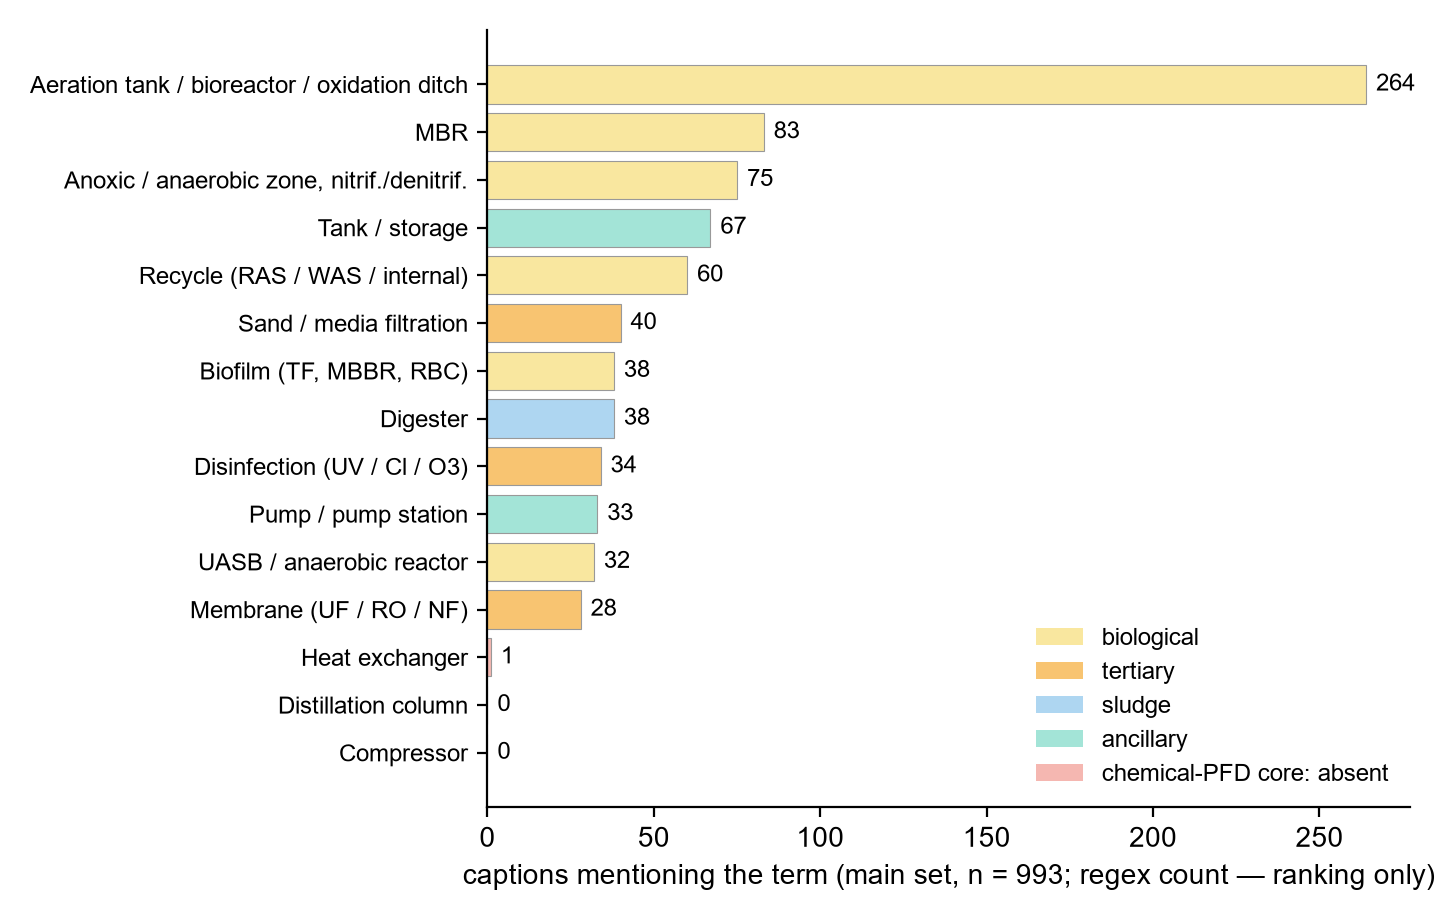 Aeration tank / bioreactor / oxidation ditch 264
MBR 83
Anoxic / anaerobic zone, nitrif./denitrif. 75
Tank / storage 67
Recycle (RAS / WAS / internal) 60
Sand / media filtration 40
Biofilm (TF, MBBR, RBC) 38
Digester 38
Disinfection (UV / Cl / O3) 34
Pump / pump station 33
UASB / anaerobic reactor 32
Membrane (UF / RO / NF) 28
Heat exchanger 1
Distillation column 0
Compressor 0
biological
tertiary
sludge
ancillary
chemical-PFD core: absent
0 50 100 150 200 250
captions mentioning the term (main set, n = 993; regex count — ranking only)